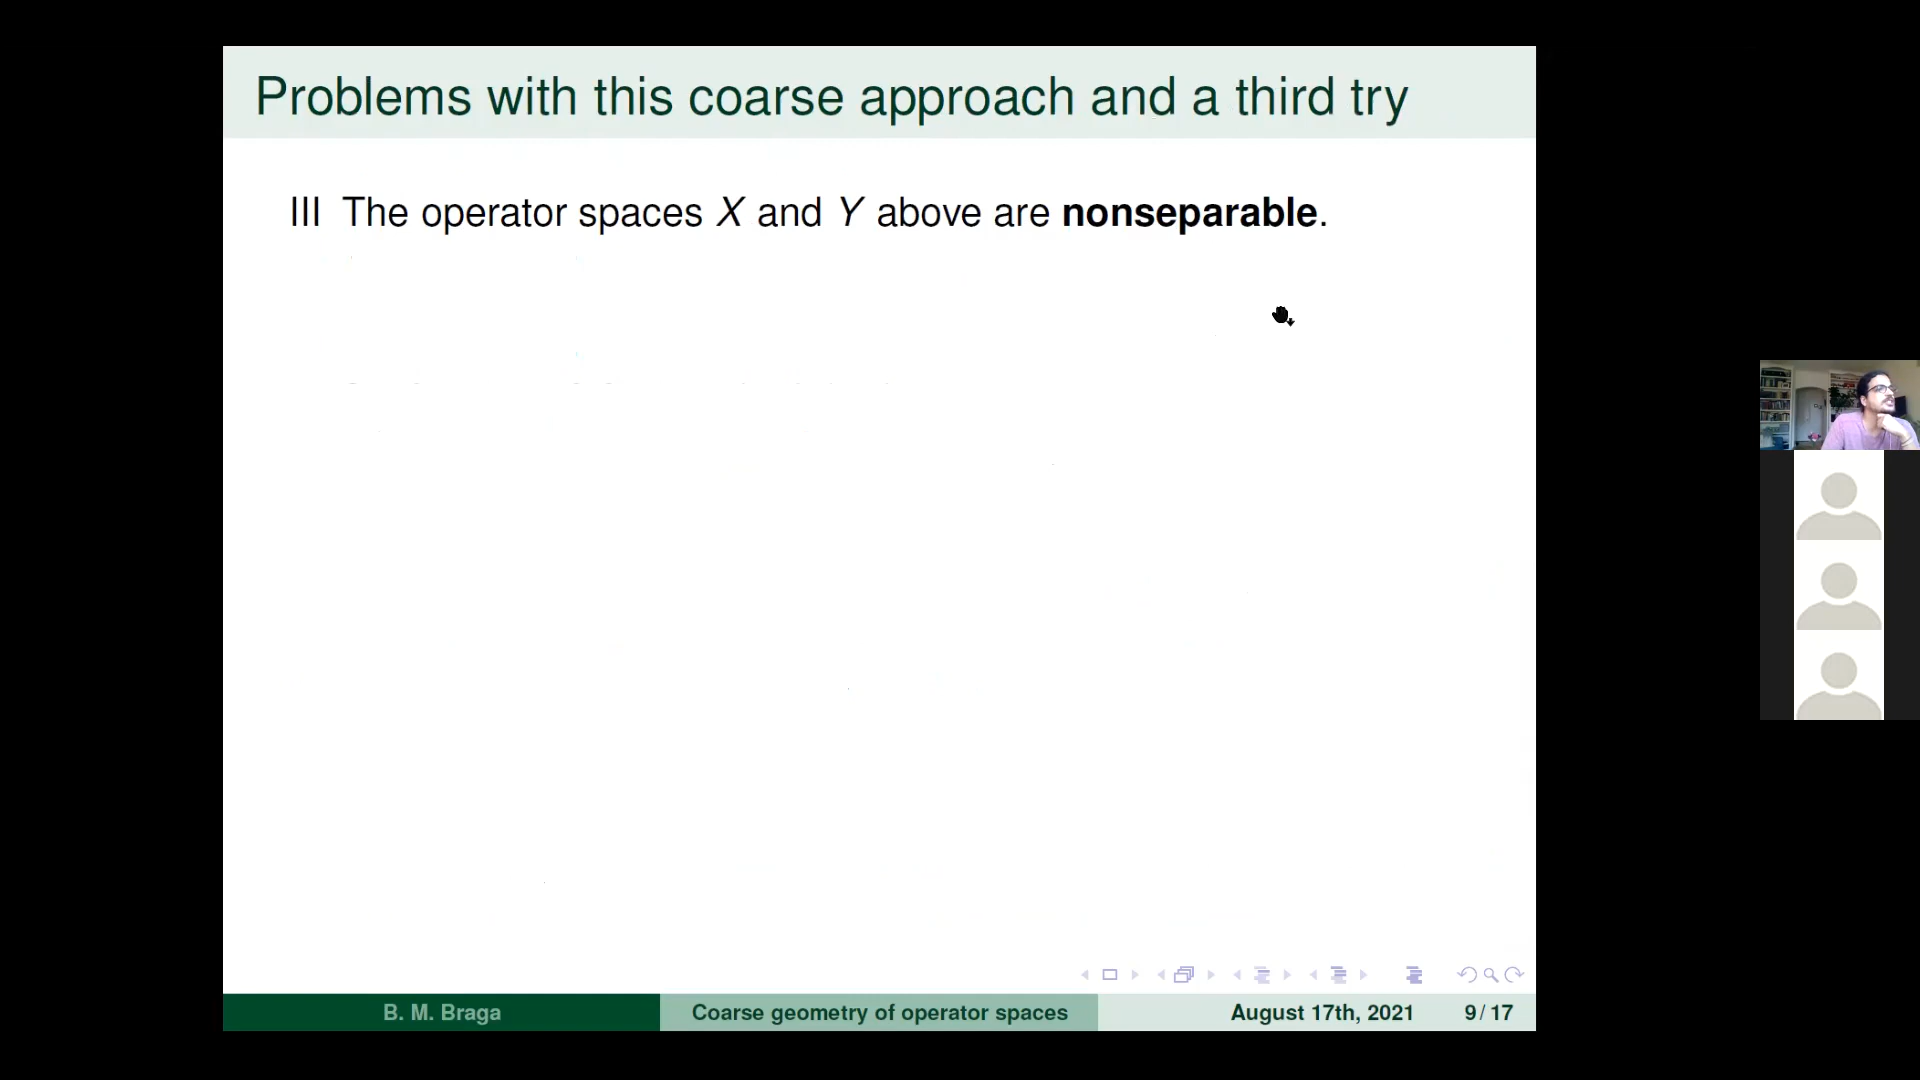 Problems with this coarse approach and a third try
III The operator spaces X and Y above are nonseparable.
B. M. Braga
Coarse geometry of operator spaces
August 17th, 2021
9/17